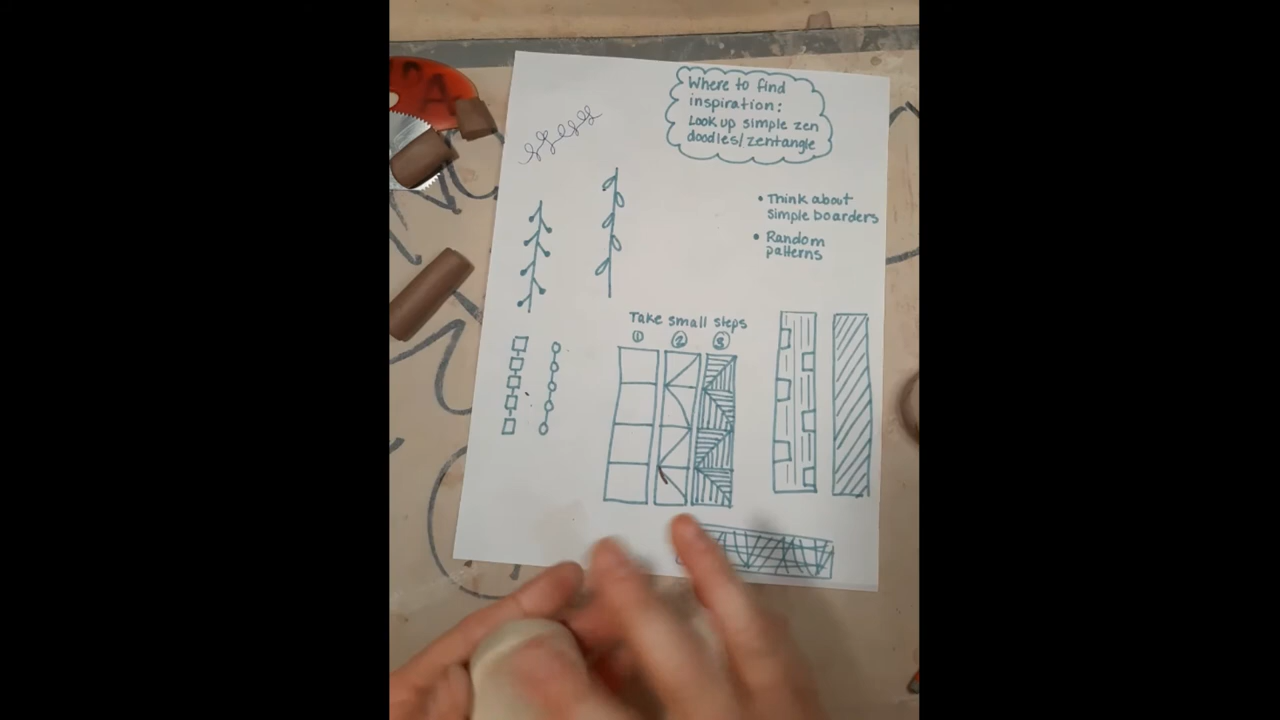 Where to find
inspiration:
Look up simple zen
doodles/zentangle
• Think about
simple boarders
• Random
patterns
Take small steps
① ② ③